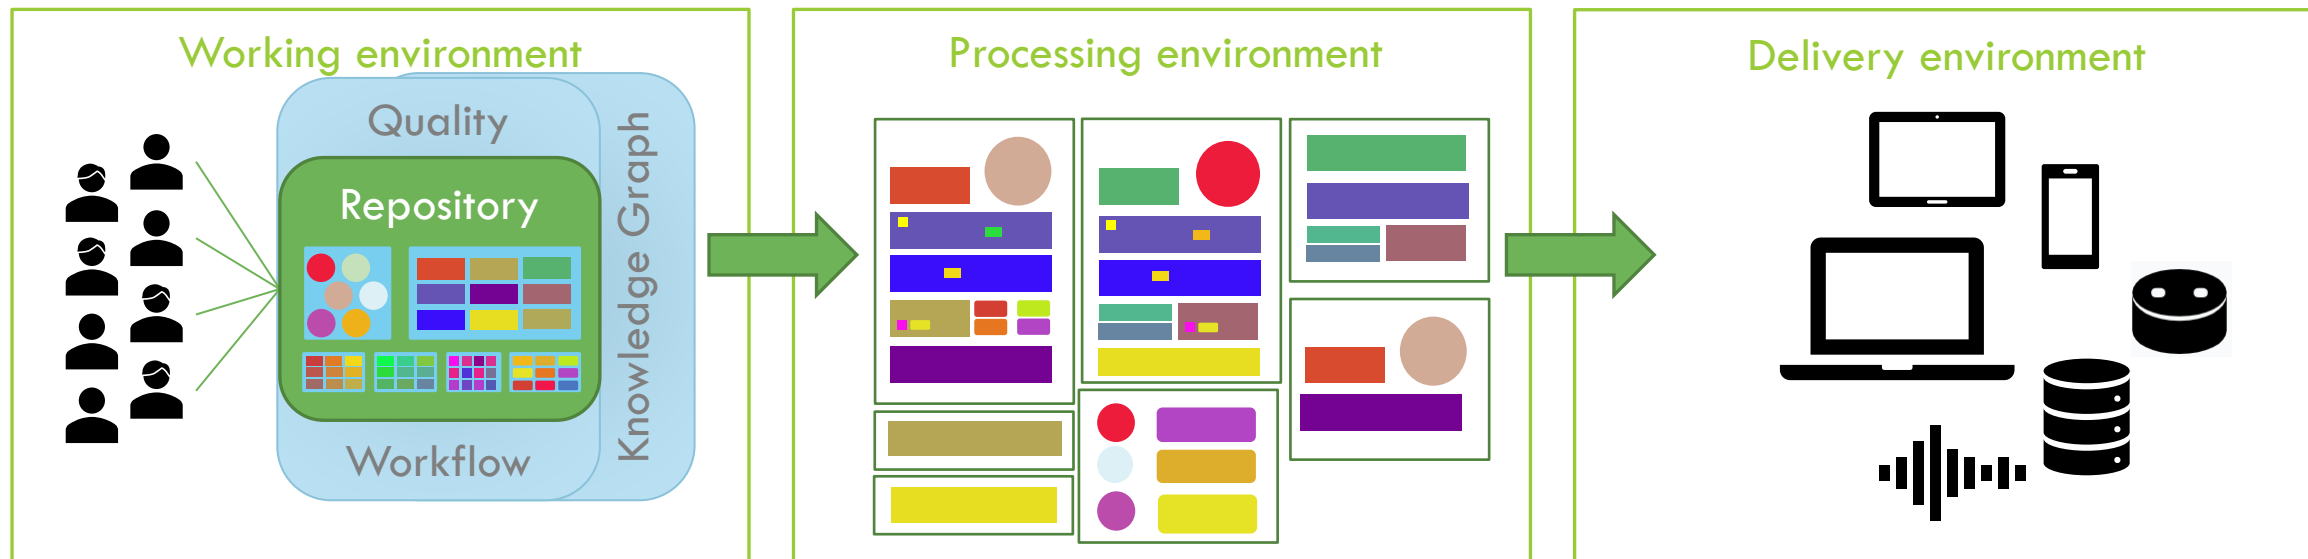 Working environment
Quality
Repository
Workflow
Knowledge Graph
Processing environment
Delivery environment